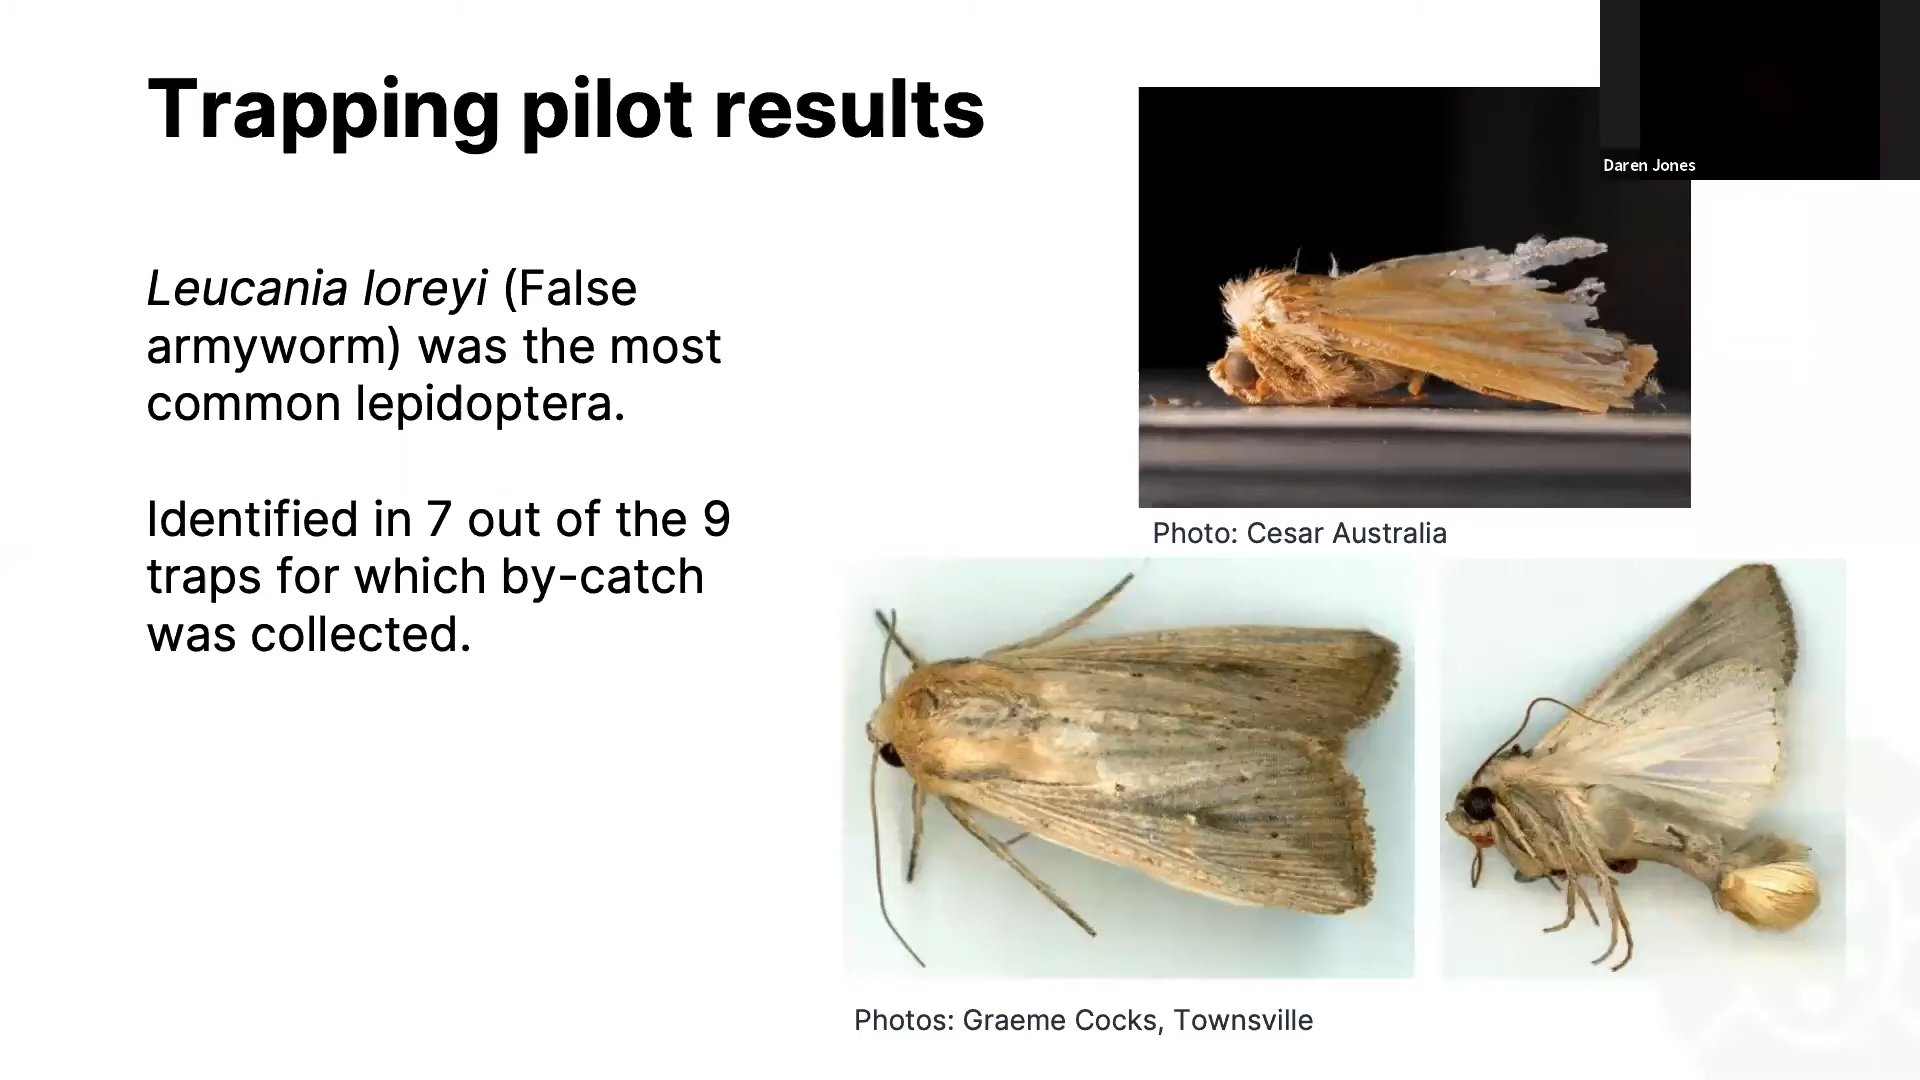 Trapping pilot results
Daren Jones
Leucania loreyi (False
armyworm) was the most
common lepidoptera.
Identified in 7 out of the 9
traps for which by-catch
was collected.
Photo: Cesar Australia
Photos: Graeme Cocks, Townsville